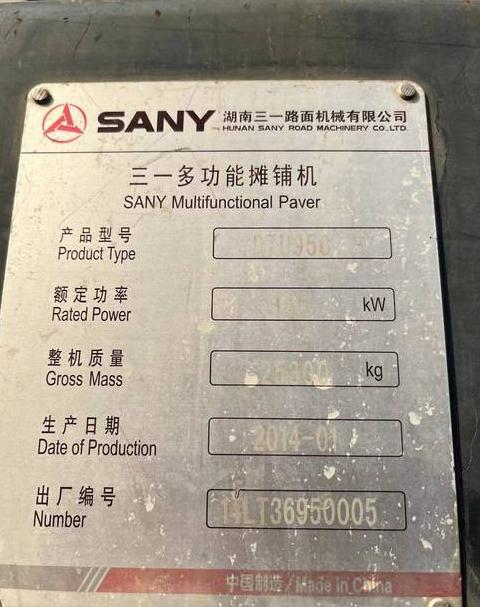 SANY 湖南三一路面机械有限公司
HUNAN SANY ROAD MACHINERY CO.,LTD.
三一多功能摊铺机
SANY Multifunctional Paver
产品型号
Product Type
额定功率
Rated Power
kW
整机质量
Gross Mass
kg
生产日期
Date of Production
2014-01
出厂编号
Number
14LT36950005
中国制造/Made in China